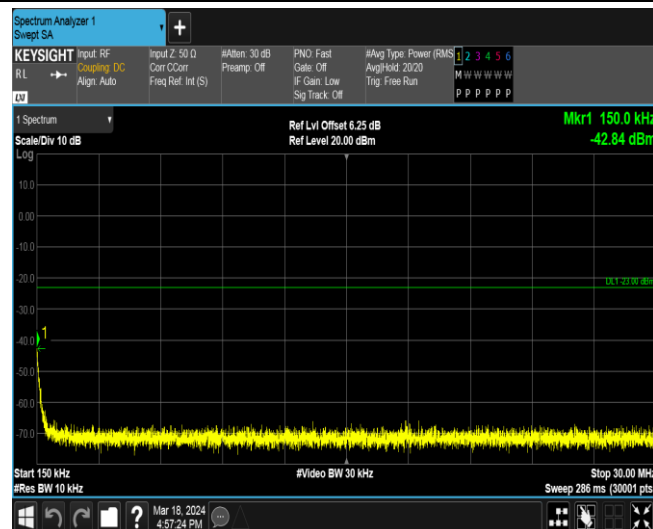 Spectrum Analyzer 1
Swept SA
KEYSIGHT Input: RF Input Z: 50 Ω #Atten: 30 dB PNO: Fast #Avg Type: Power (RMS 1 2 3 4 5 6
RL Coupling: DC Corr CCorr Preamp: Off Gate: Off Avg|Hold: 20/20 M W W W W W
Align: Auto Freq Ref: Int (S) IF Gain: Low Trig: Free Run
Sig Track: Off P P P P P P
LXI
1 Spectrum
Ref Lvl Offset 6.25 dB Mkr1 150.0 kHz
Scale/Div 10 dB Ref Level 20.00 dBm -42.84 dBm
Log
10.0
0.00
-10.0
-20.0
DL1 -23.00 dBm
-30.0
1
-40.0
-50.0
-60.0
-70.0
Start 150 kHz #Video BW 30 kHz Stop 30.00 MHz
#Res BW 10 kHz Sweep 286 ms (30001 pts
? Mar 18, 2024
4:57:24 PM